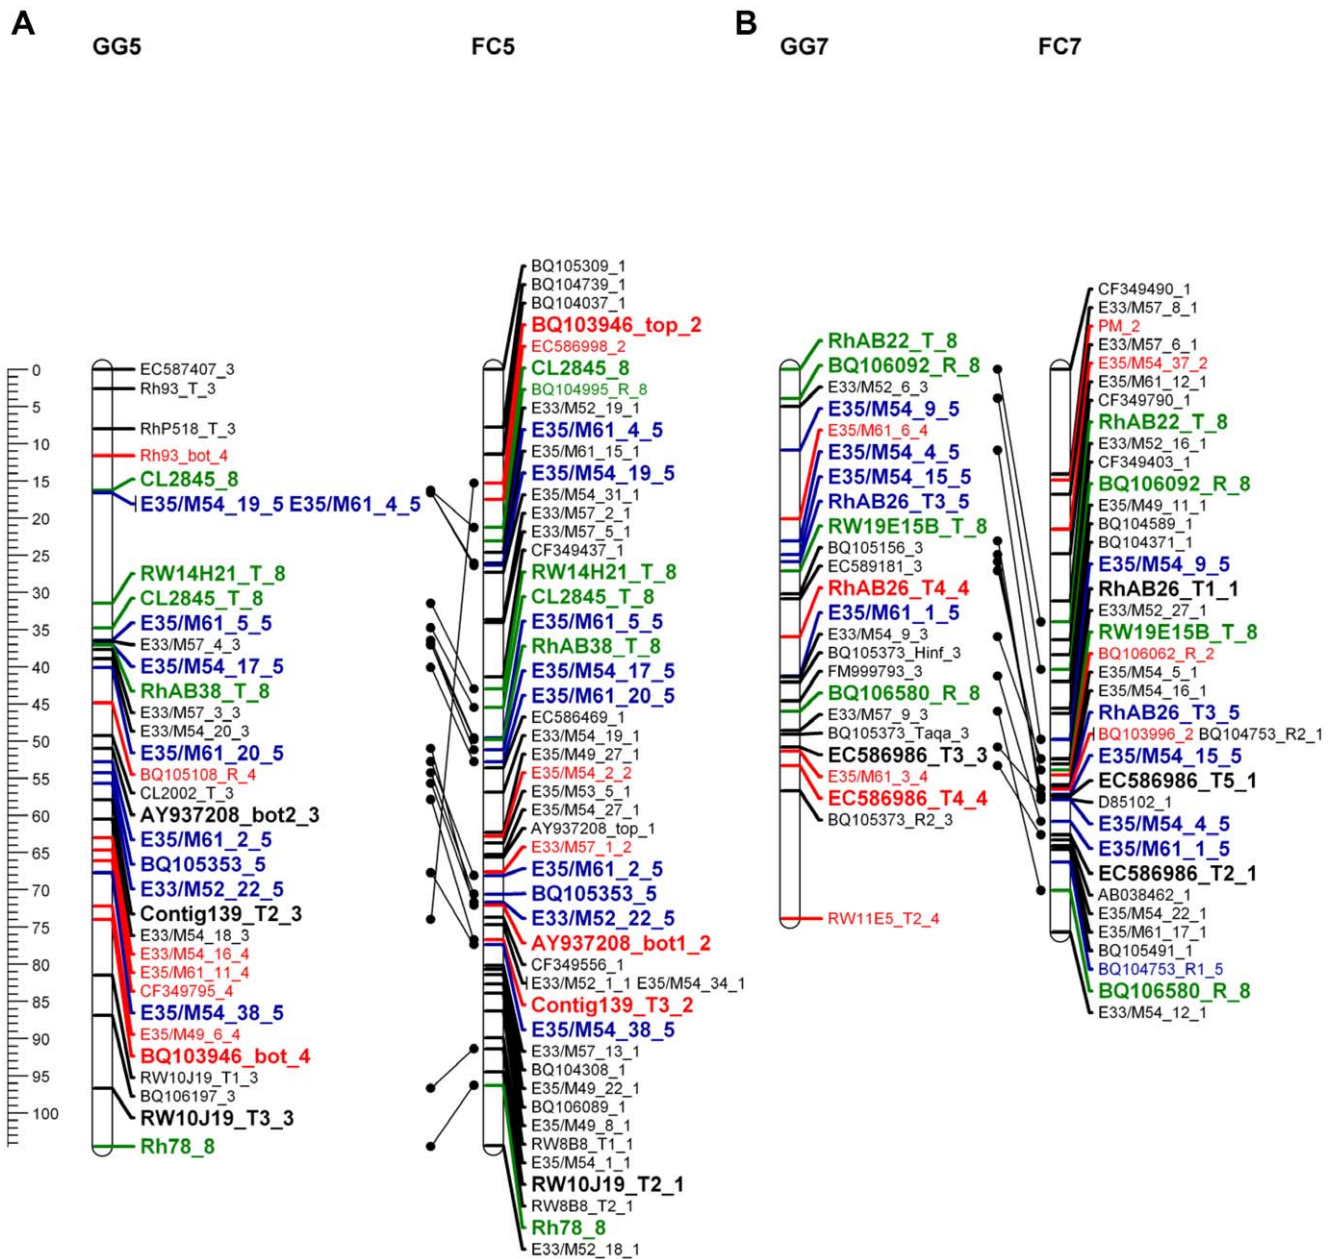 A
GG5
FC5
B
GG7
FC7
0
5
10
15
20
25
30
35
40
45
50
55
60
65
70
75
80
85
90
95
100
EC587407_3
Rh93_T_3
RhP518_T_3
Rh93_bot_4
CL2845_8
E35/M54_19_5 E35/M61_4_5
RW14H21_T_8
CL2845_T_8
E35/M61_5_5
E33/M57_4_3
E35/M54_17_5
RhAB38_T_8
E33/M57_3_3
E33/M54_20_3
E35/M61_20_5
BQ105108_R_4
CL2002_T_3
AY937208_bot2_3
E35/M61_2_5
BQ105353_5
E33/M52_22_5
Contig139_T2_3
E33/M54_18_3
E33/M54_16_4
E35/M61_11_4
CF349795_4
E35/M54_38_5
E35/M49_6_4
BQ103946_bot_4
RW10J19_T1_3
BQ106197_3
RW10J19_T3_3
Rh78_8
BQ105309_1
BQ104739_1
BQ104037_1
BQ103946_top_2
EC586998_2
CL2845_8
BQ104995_R_8
E33/M52_19_1
E35/M61_4_5
E35/M61_15_1
E35/M54_19_5
E35/M54_31_1
E33/M57_2_1
E33/M57_5_1
CF349437_1
RW14H21_T_8
CL2845_T_8
E35/M61_5_5
RhAB38_T_8
E35/M54_17_5
E35/M61_20_5
EC586469_1
E33/M54_19_1
E35/M49_27_1
E35/M54_2_2
E35/M53_5_1
E35/M54_27_1
AY937208_top_1
E33/M57_1_2
E35/M61_2_5
BQ105353_5
E33/M52_22_5
AY937208_bot1_2
CF349556_1
E33/M52_1_1 E35/M54_34_1
Contig139_T3_2
E35/M54_38_5
E33/M57_13_1
BQ104308_1
E35/M49_22_1
BQ106089_1
E35/M49_8_1
RW8B8_T1_1
E35/M54_1_1
RW10J19_T2_1
RW8B8_T2_1
Rh78_8
E33/M52_18_1
RhAB22_T_8
BQ106092_R_8
E33/M52_6_3
E35/M54_9_5
E35/M61_6_4
E35/M54_4_5
E35/M54_15_5
RhAB26_T3_5
RW19E15B_T_8
BQ105156_3
EC589181_3
RhAB26_T4_4
E35/M61_1_5
E33/M54_9_3
BQ105373_Hinf_3
FM999793_3
BQ106580_R_8
E33/M57_9_3
BQ105373_Taqa_3
EC586986_T3_3
E35/M61_3_4
EC586986_T4_4
BQ105373_R2_3
RW11E5_T2_4
CF349490_1
E33/M57_8_1
PM_2
E33/M57_6_1
E35/M54_37_2
E35/M61_12_1
CF349790_1
RhAB22_T_8
E33/M52_16_1
CF349403_1
BQ106092_R_8
E35/M49_11_1
BQ104589_1
BQ104371_1
E35/M54_9_5
RhAB26_T1_1
E33/M52_27_1
RW19E15B_T_8
BQ106062_R_2
E35/M54_5_1
E35/M54_16_1
RhAB26_T3_5
BQ103996_2 BQ104753_R2_1
E35/M54_15_5
EC586986_T5_1
D85102_1
E35/M54_4_5
E35/M61_1_5
EC586986_T2_1
AB038462_1
E35/M54_22_1
E35/M61_17_1
BQ105491_1
BQ104753_R1_5
BQ106580_R_8
E33/M54_12_1